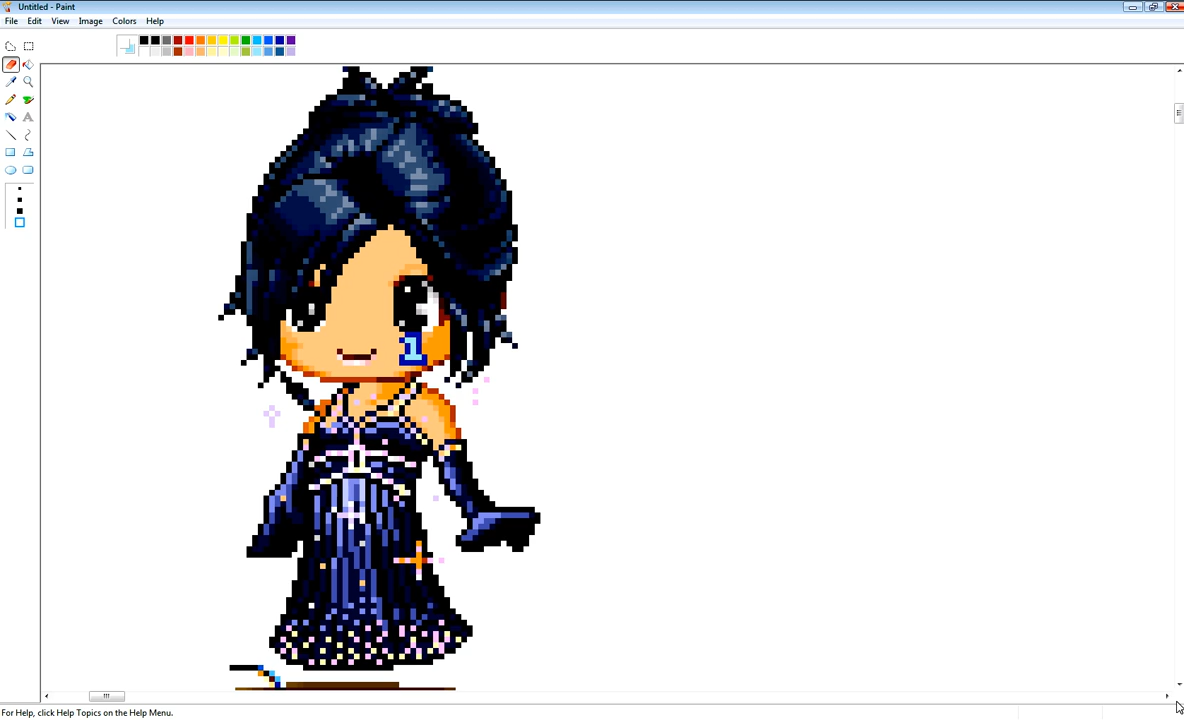 Untitled - Paint
File Edit View Image Colors Help
A
1
For Help, click Help Topics on the Help Menu.